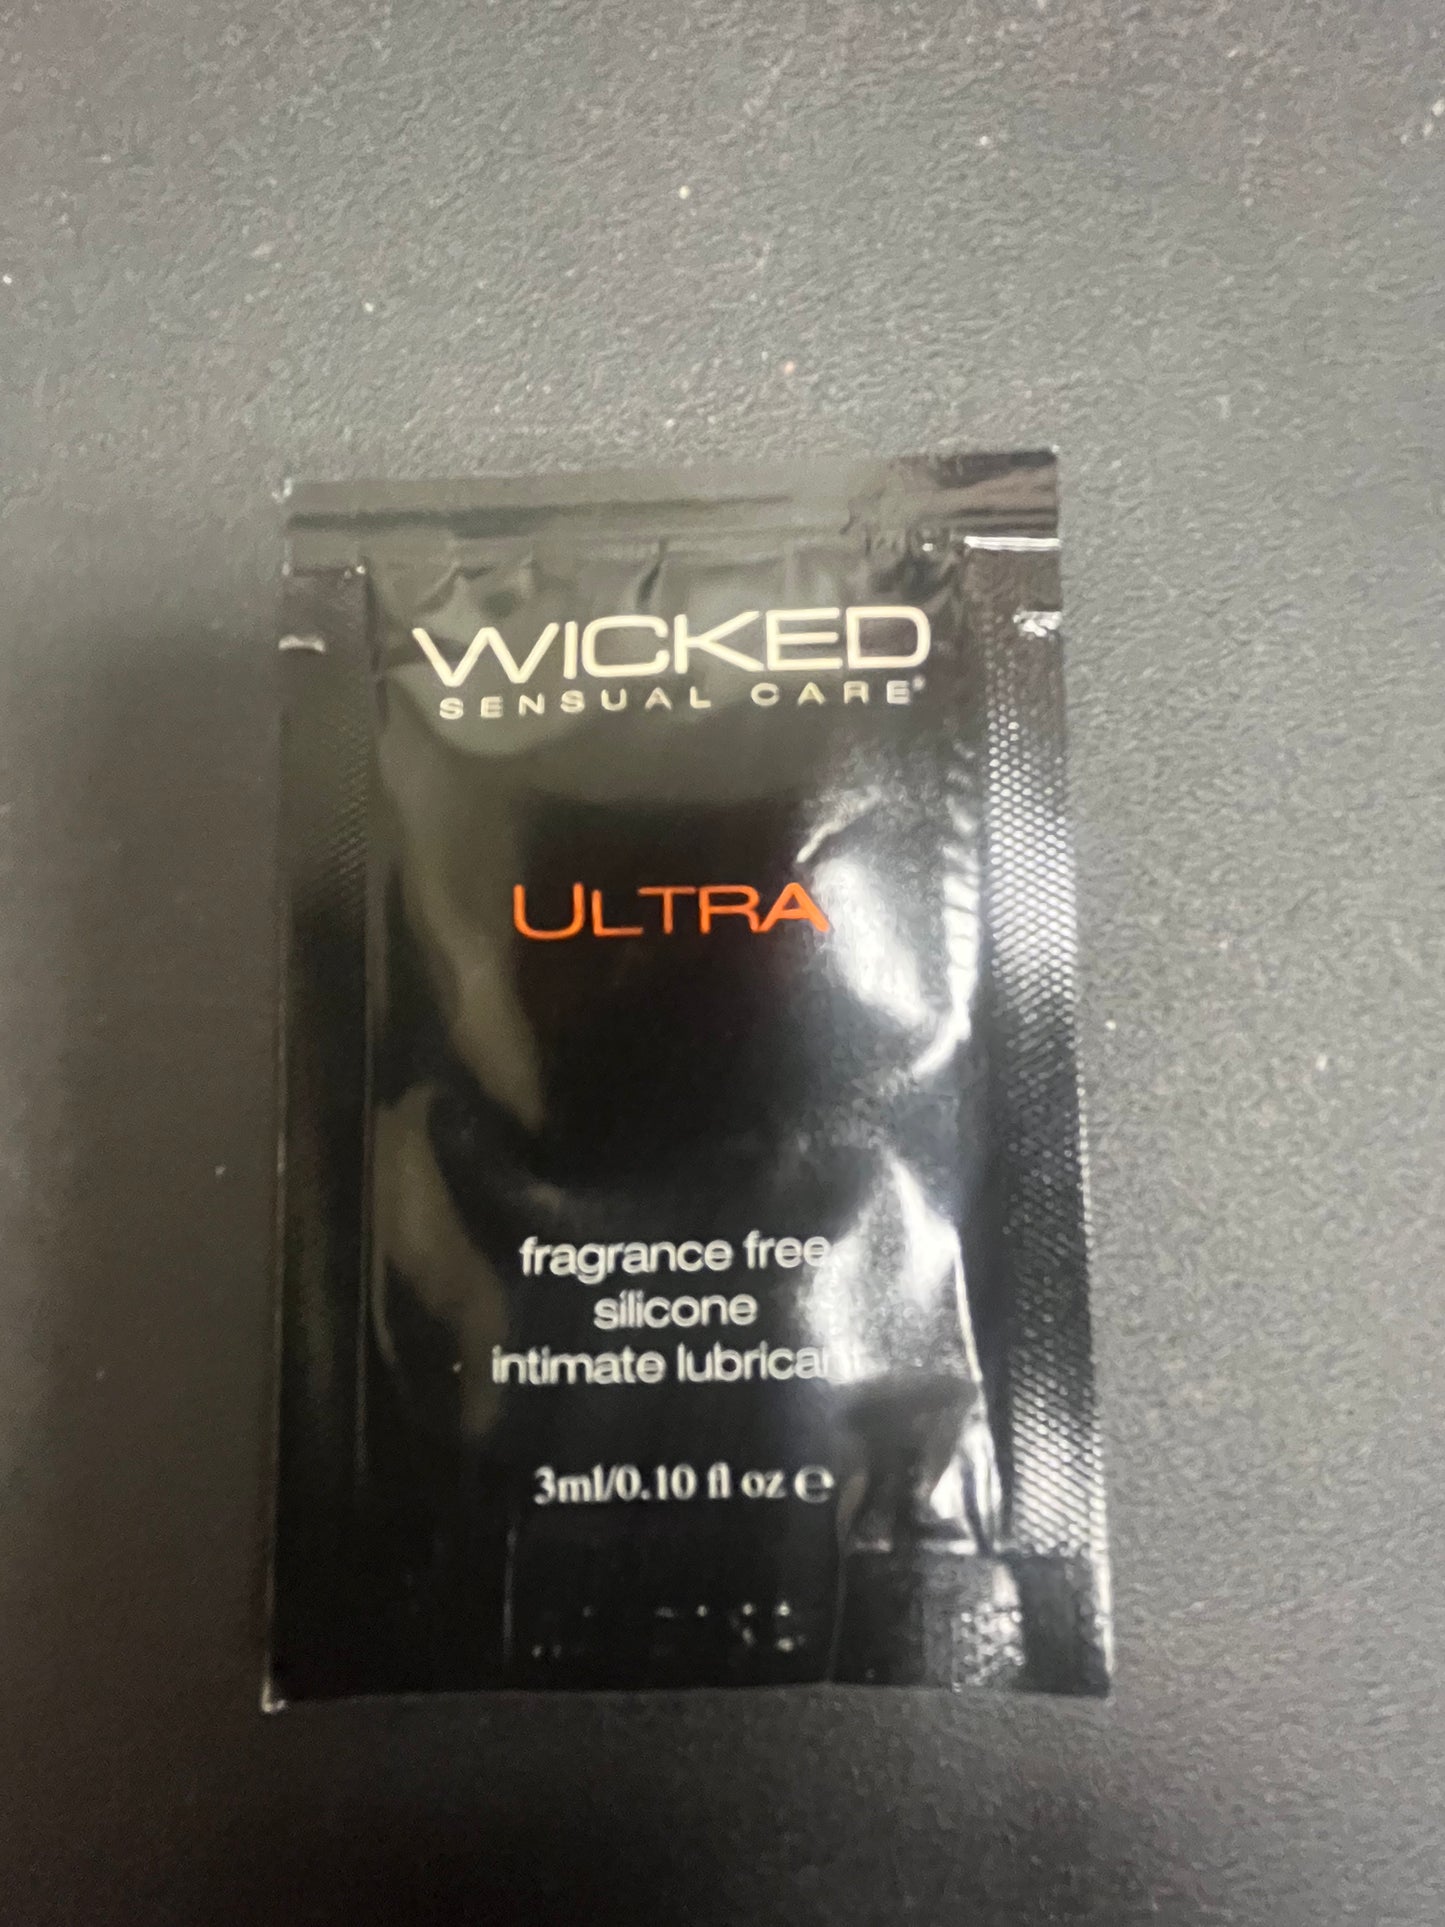 WICKED
SENSUAL CARE®
ULTRA
fragrance free
silicone
intimate lubricant
3ml/0.10 fl oz ℮